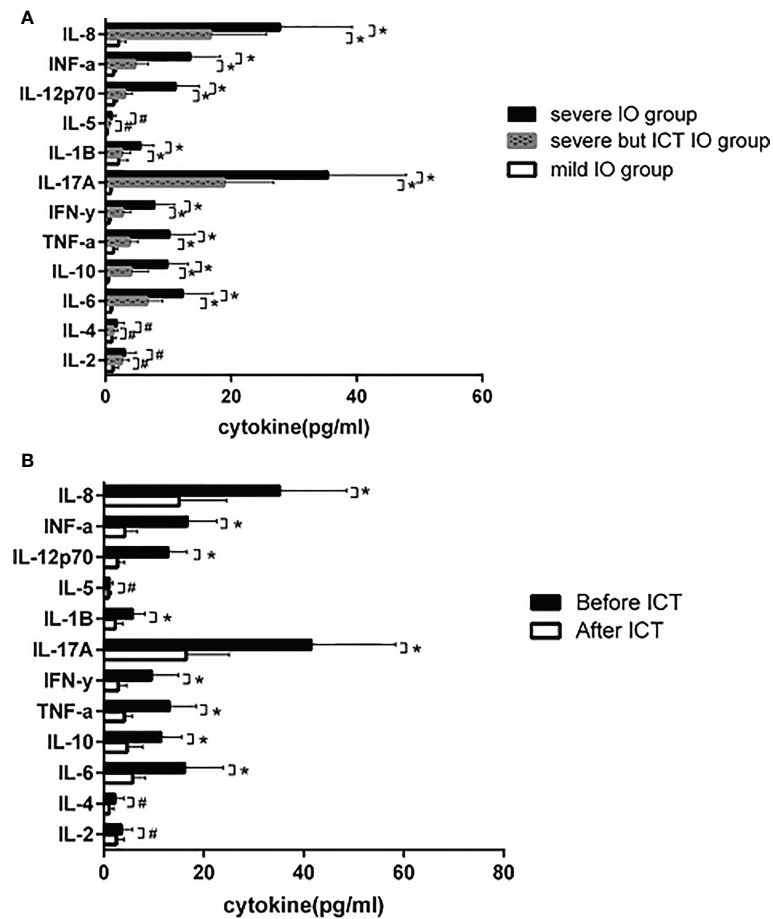 A
IL-8
INF-a
IL-12p70
IL-5
IL-1B
IL-17A
IFN-y
TNF-a
IL-10
IL-6
IL-4
IL-2
* *
* *
* *
# #
* *
* *
* *
* *
* *
* *
# #
# #
severe IO group
severe but ICT IO group
mild IO group
0 20 40 60
cytokine(pg/ml)
B
IL-8 *
INF-a *
IL-12p70 *
IL-5 #
IL-1B *
IL-17A *
IFN-y *
TNF-a *
IL-10 *
IL-6 *
IL-4 #
IL-2 #
Before ICT
After ICT
0 20 40 60 80
cytokine(pg/ml)